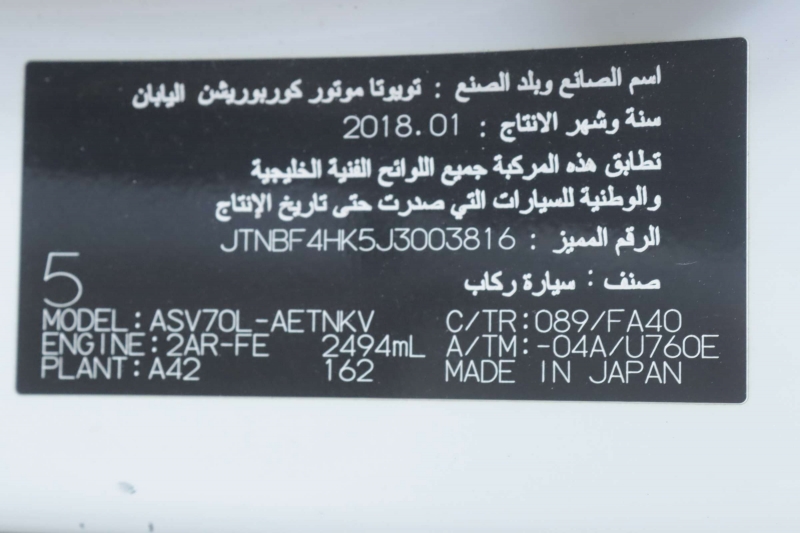 اسم الصانع وبلد الصنع : تويوتا موتور كوربوريشن اليابان
سنة وشهر الانتاج : 2018.01
تطابق هذه المركبة جميع اللوائح الفنية الخليجية
والوطنية للسيارات التي صدرت حتى تاريخ الإنتاج
الرقم المميز : JTNBF4HK5J3003816
صنف : سيارة ركاب
5
MODEL:ASV70L-AETNKV C/TR:089/FA40
ENGINE:2AR-FE 2494mL A/TM:-04A/U760E
PLANT:A42 162 MADE IN JAPAN